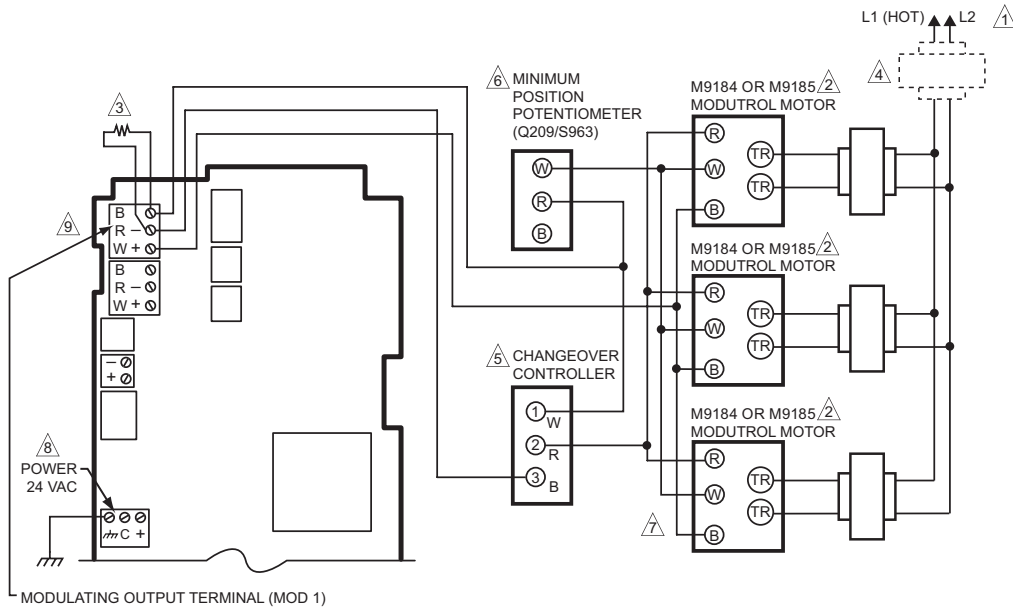 L1 (HOT) L2 1
4
6 MINIMUM
POSITION
POTENTIOMETER
(Q209/S963)
W
R
B
M9184 OR M9185 2
MODUTROL MOTOR
R
W
B
TR
TR
3
9
B
R –
W +
B
R –
W +
– 
+
M9184 OR M9185 2
MODUTROL MOTOR
R
W
B
TR
TR
5 CHANGEOVER
CONTROLLER
1 W
2 R
3 B
M9184 OR M9185 2
MODUTROL MOTOR
R
W
B
TR
TR
7
8
POWER
24 VAC
C +
MODULATING OUTPUT TERMINAL (MOD 1)